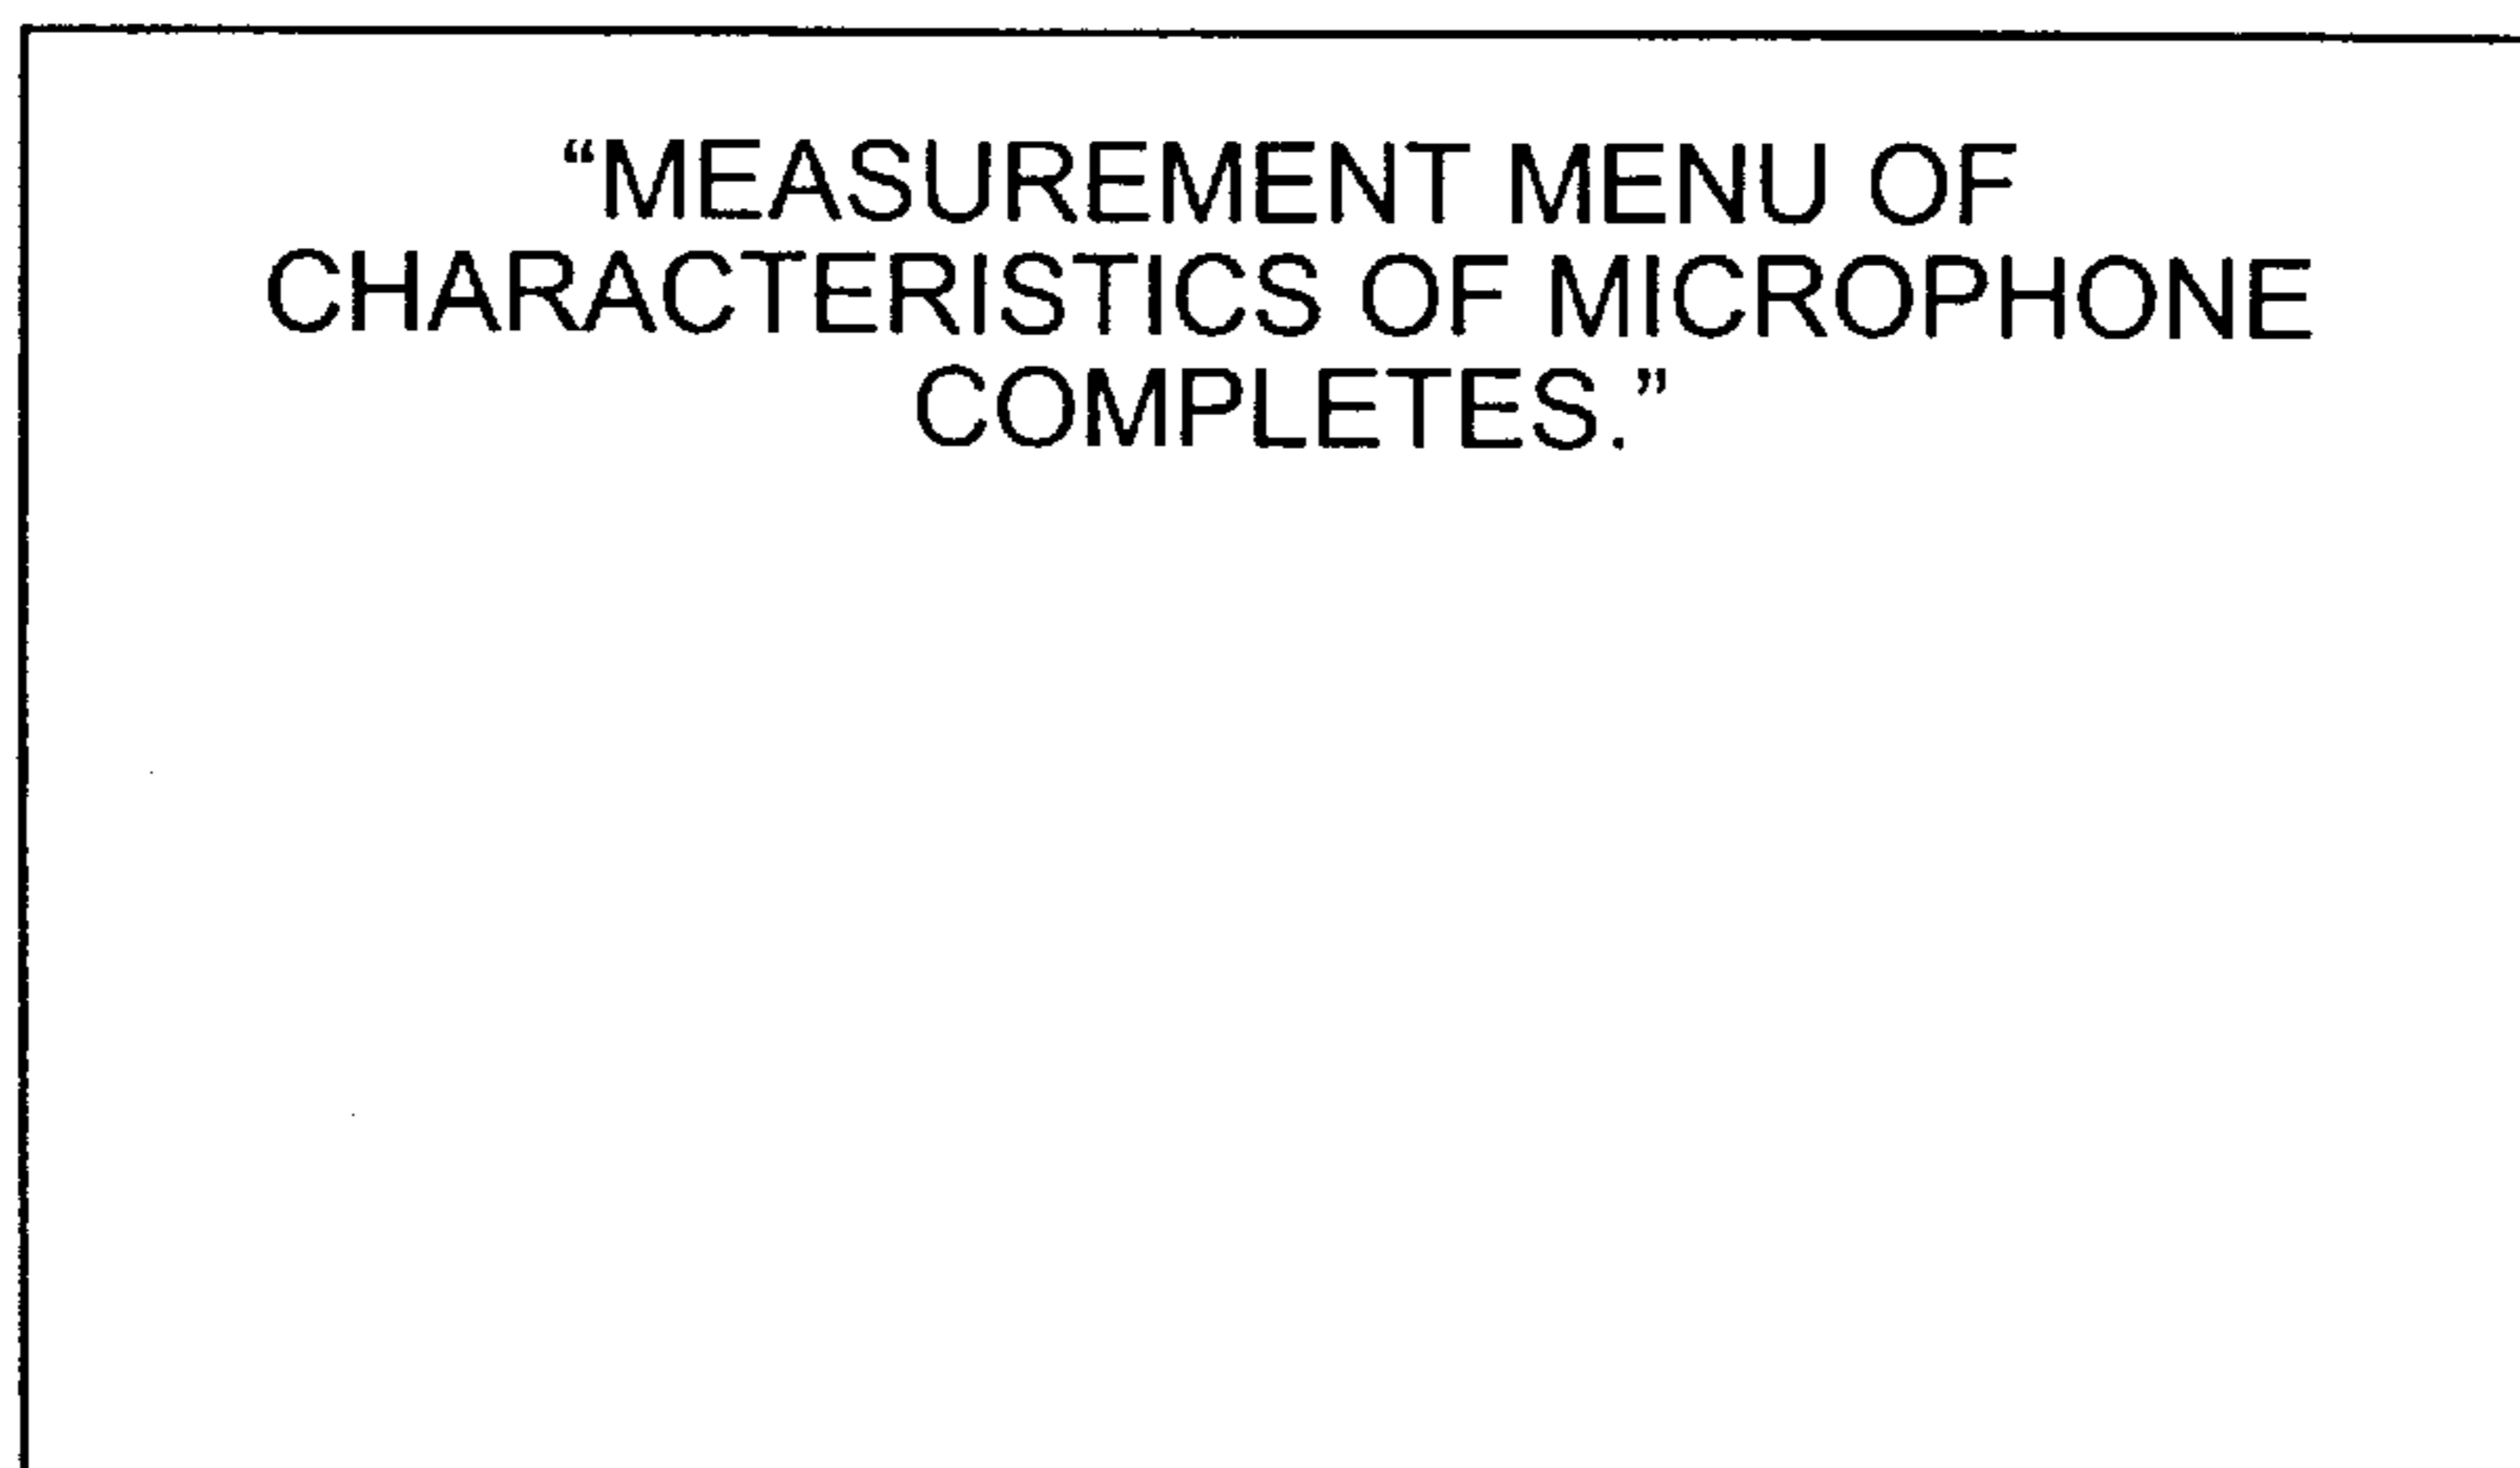 “MEASUREMENT MENU OF
CHARACTERISTICS OF MICROPHONE
COMPLETES.”